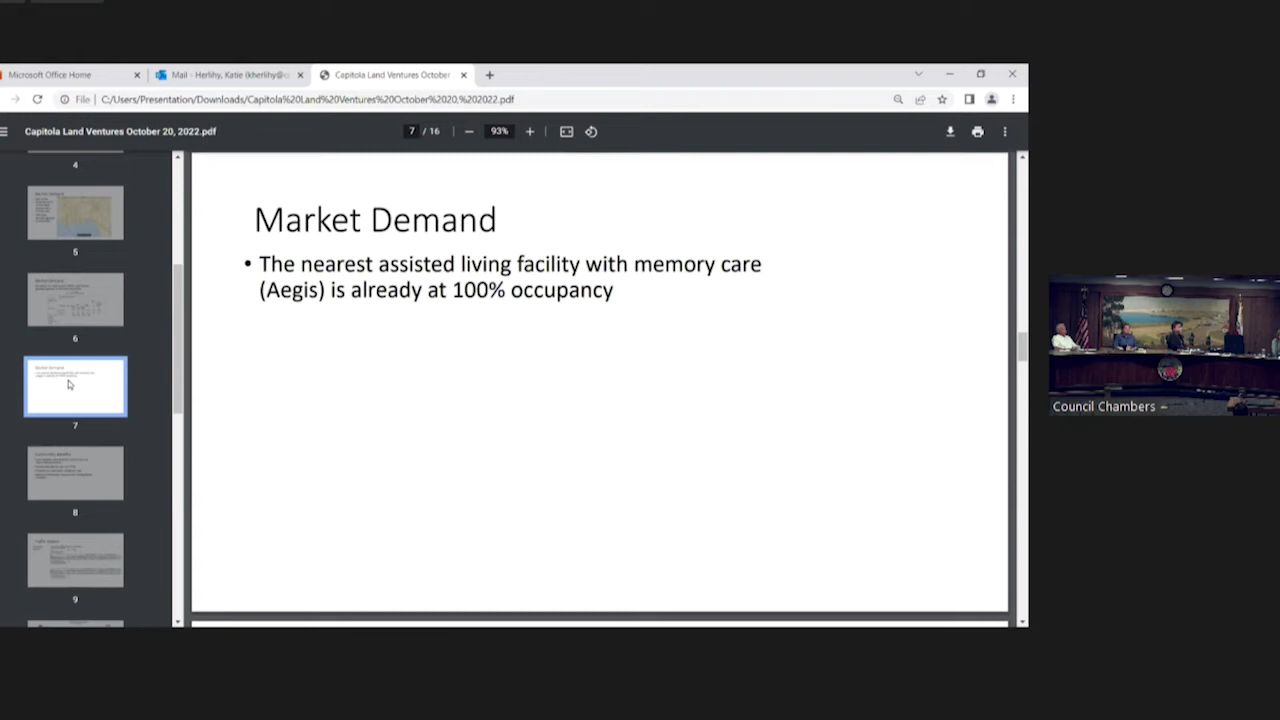 Microsoft Office Home
Mail - Herlihy, Katie (kherlihy@c
Capitola Land Ventures October
File
C:/Users/Presentation/Downloads/Capitola%20Land%20Ventures%20October%2020,%202022.pdf
Capitola Land Ventures October 20, 2022.pdf
7 / 16
93%
4
5
6
7
8
9
Market Demand
• The nearest assisted living facility with memory care
(Aegis) is already at 100% occupancy
Council Chambers